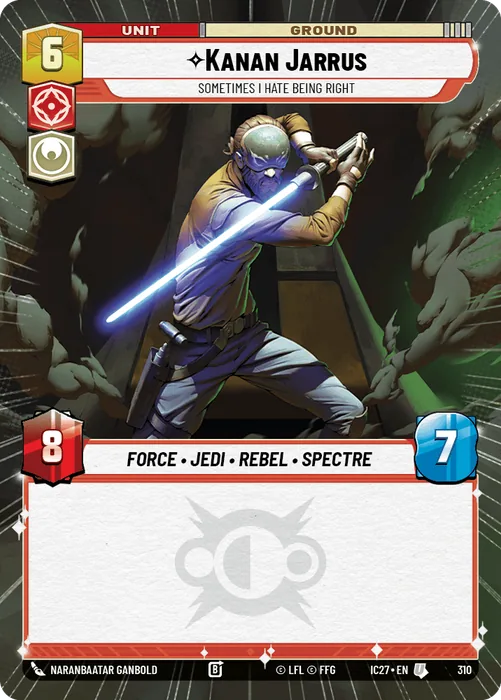 UNIT
GROUND
6
✧KANAN JARRUS
SOMETIMES I HATE BEING RIGHT
8
7
FORCE • JEDI • REBEL • SPECTRE
NARANBAATAR GANBOLD
B
© LFL © FFG
IC27 • EN
310